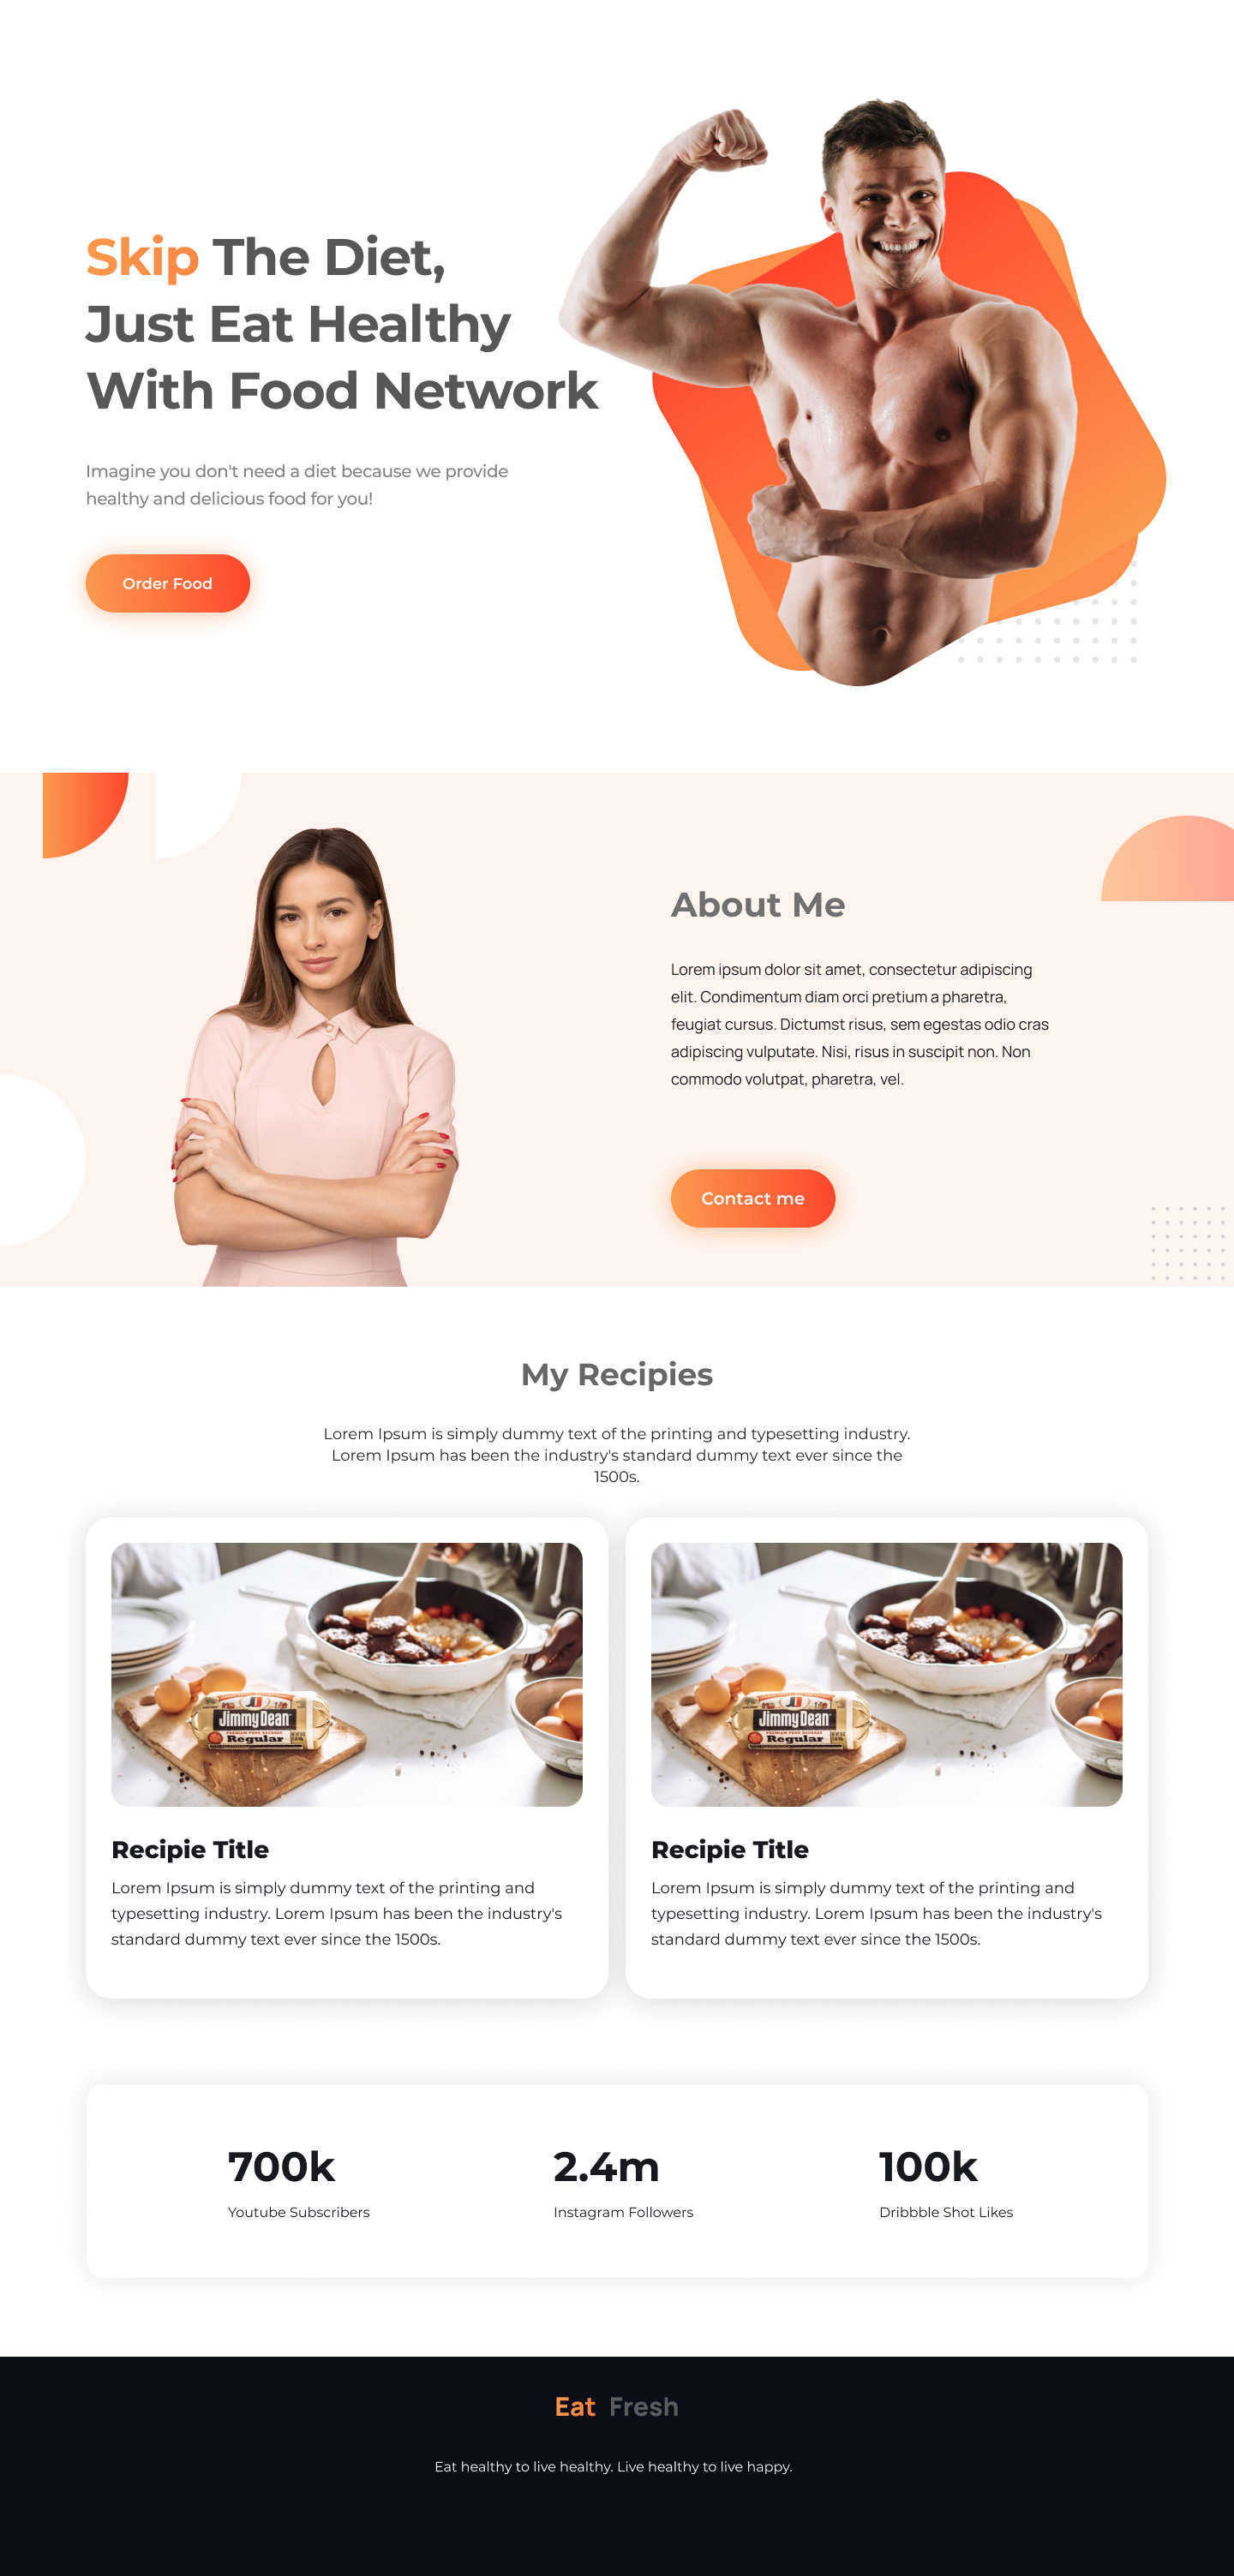 Skip The Diet,
Just Eat Healthy
With Food Network
Imagine you don't need a diet because we provide
healthy and delicious food for you!
Order Food
About Me
Lorem ipsum dolor sit amet, consectetur adipiscing
elit. Condimentum diam orci pretium a pharetra,
feugiat cursus. Dictumst risus, sem egestas odio cras
adipiscing vulputate. Nisi, risus in suscipit non. Non
commodo volutpat, pharetra, vel.
Contact me
My Recipies
Lorem Ipsum is simply dummy text of the printing and typesetting industry.
Lorem Ipsum has been the industry's standard dummy text ever since the
1500s.
Jimmy Dean
PREMIUM PORK SAUSAGE
Regular
Recipie Title
Lorem Ipsum is simply dummy text of the printing and
typesetting industry. Lorem Ipsum has been the industry's
standard dummy text ever since the 1500s.
Jimmy Dean
PREMIUM PORK SAUSAGE
Regular
Recipie Title
Lorem Ipsum is simply dummy text of the printing and
typesetting industry. Lorem Ipsum has been the industry's
standard dummy text ever since the 1500s.
700k
Youtube Subscribers
2.4m
Instagram Followers
100k
Dribbble Shot Likes
Eat Fresh
Eat healthy to live healthy. Live healthy to live happy.